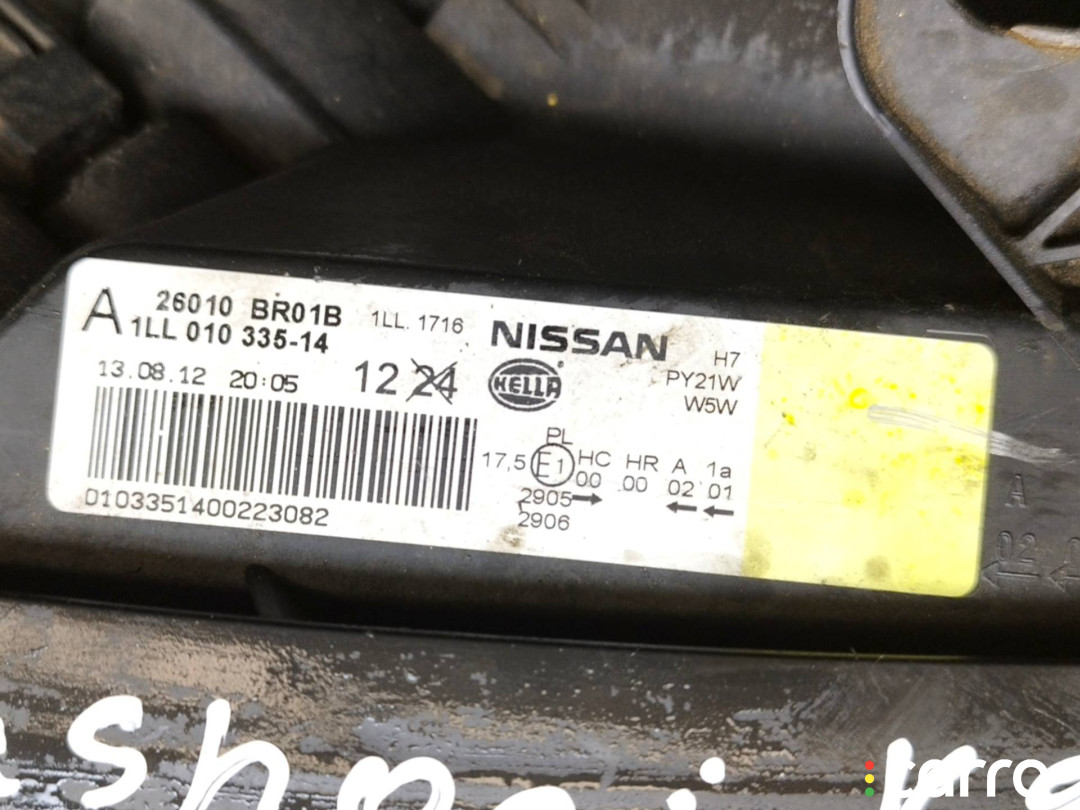 A 26010 BR01B 1LL. 1716 NISSAN H7
1LL 010 335-14 PY21W
13.08.12 20:05 12 24 HELLA W5W
PL
17,5 E1 HC HR A 1a
00 00 02 01
2905→ ← ←
2906
D103351400223082
A
02
carro